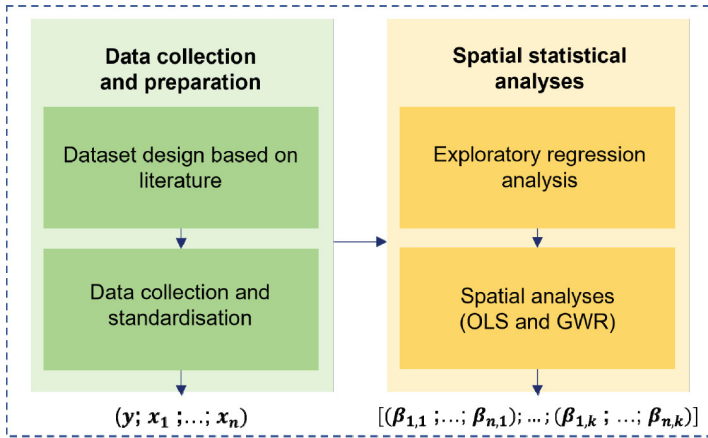 Data collection
and preparation
Dataset design based on
literature
Data collection and
standardisation
(y; x₁ ;…; xₙ)
Spatial statistical
analyses
Exploratory regression
analysis
Spatial analyses
(OLS and GWR)
[(β₁,₁ ;…; βₙ,₁); …; (β₁,ₖ ; …; βₙ,ₖ)]